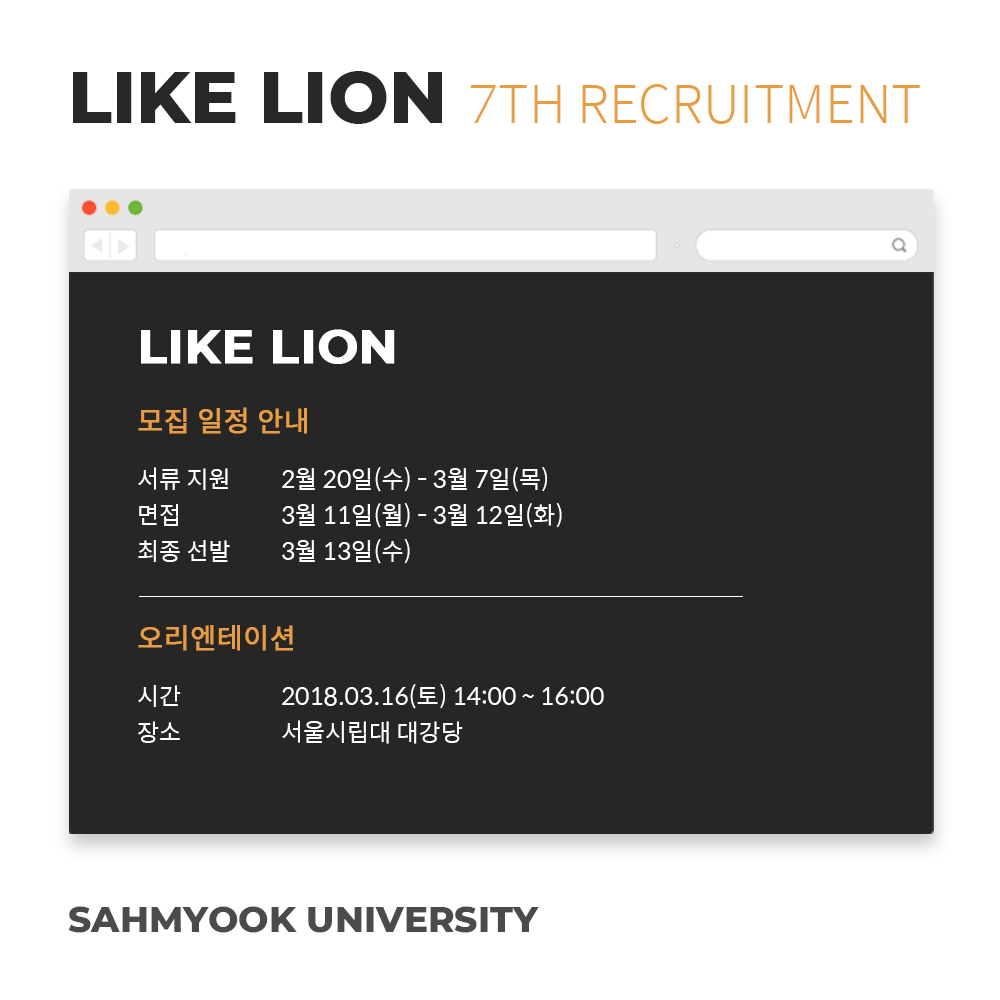 LIKE LION 7TH RECRUITMENT
LIKE LION
모집 일정 안내
서류 지원 2월 20일(수) - 3월 7일(목)
면접 3월 11일(월) - 3월 12일(화)
최종 선발 3월 13일(수)
오리엔테이션
시간 2018.03.16(토) 14:00 ~ 16:00
장소 서울시립대 대강당
SAHMYOOK UNIVERSITY